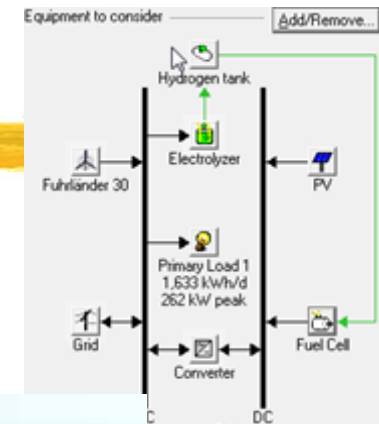 Equipment to consider
Add/Remove...
Hydrogen tank
Electrolyzer
Fuhrländer 30
PV
Primary Load 1
1,633 kWh/d
262 kW peak
Grid
Fuel Cell
Converter
C
DC